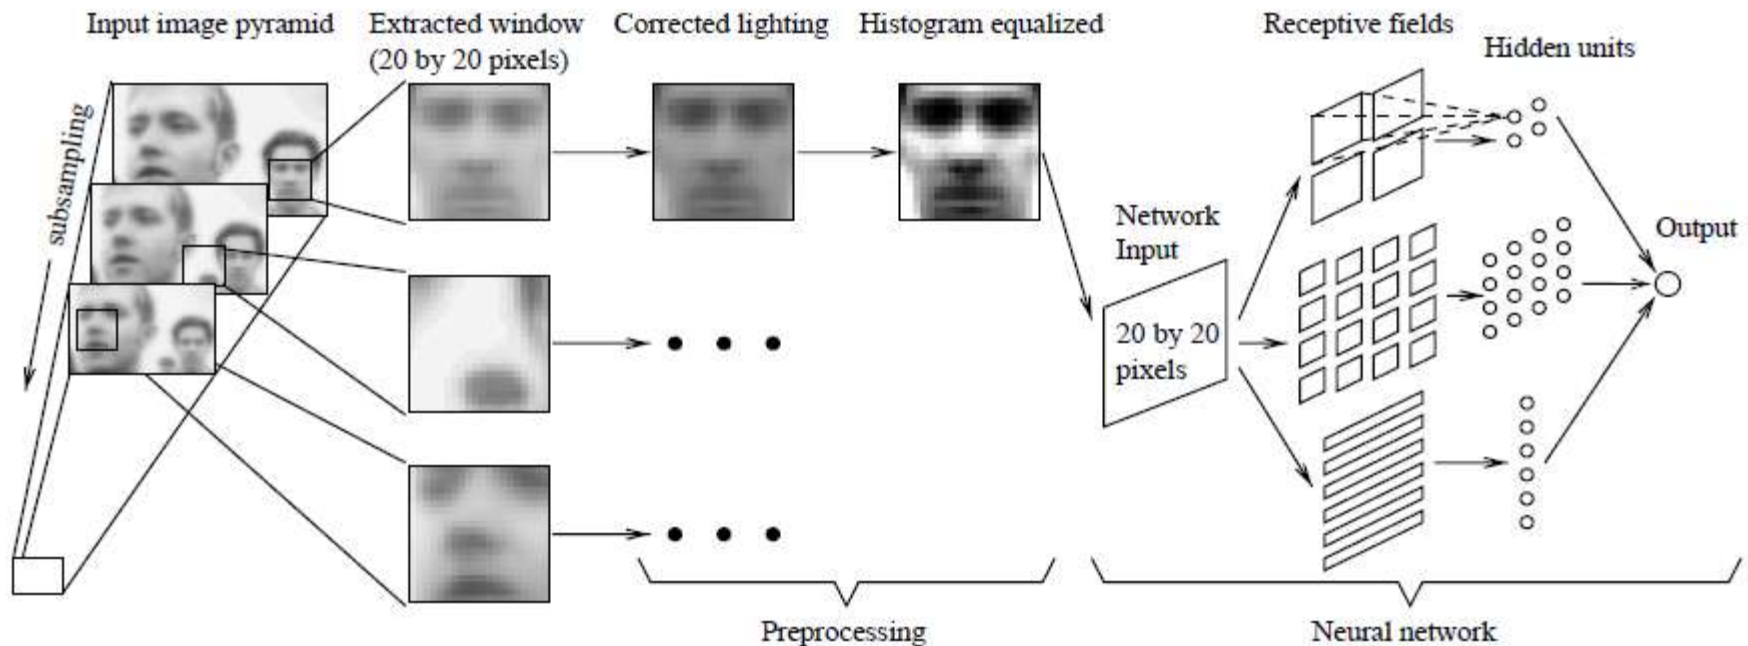 Input image pyramid
Extracted window
(20 by 20 pixels)
Corrected lighting
Histogram equalized
Receptive fields
Hidden units
subsampling
Network
Input
20 by 20
pixels
Output
Preprocessing
Neural network